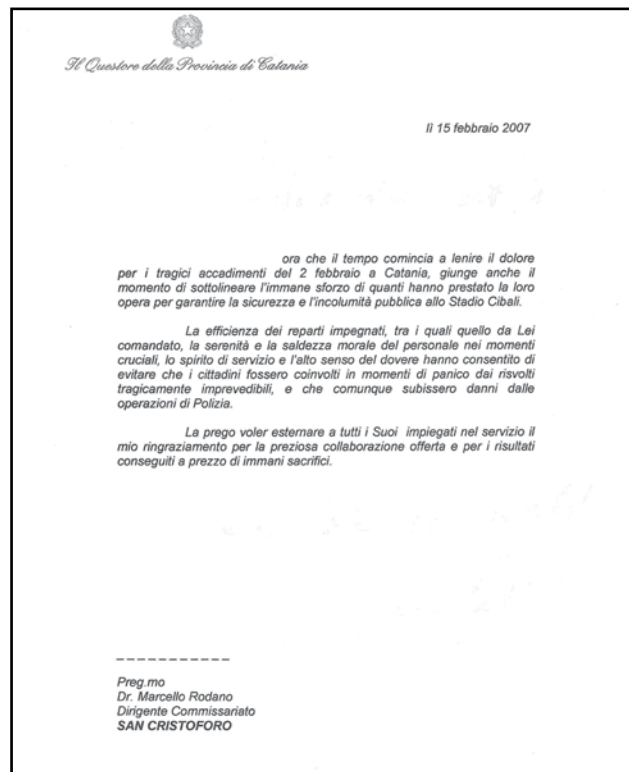 Il Questore della Provincia di Catania
lì 15 febbraio 2007
ora che il tempo comincia a lenire il dolore
per i tragici accadimenti del 2 febbraio a Catania, giunge anche il
momento di sottolineare l'immane sforzo di quanti hanno prestato la loro
opera per garantire la sicurezza e l'incolumità pubblica allo Stadio Cibali.
La efficienza dei reparti impegnati, tra i quali quello da Lei
comandato, la serenità e la saldezza morale del personale nei momenti
cruciali, lo spirito di servizio e l'alto senso del dovere hanno consentito di
evitare che i cittadini fossero coinvolti in momenti di panico dai risvolti
tragicamente imprevedibili, e che comunque subissero danni dalle
operazioni di Polizia.
La prego voler esternare a tutti i Suoi impiegati nel servizio il
mio ringraziamento per la preziosa collaborazione offerta e per i risultati
conseguiti a prezzo di immani sacrifici.
Preg.mo
Dr. Marcello Rodano
Dirigente Commissariato
SAN CRISTOFORO